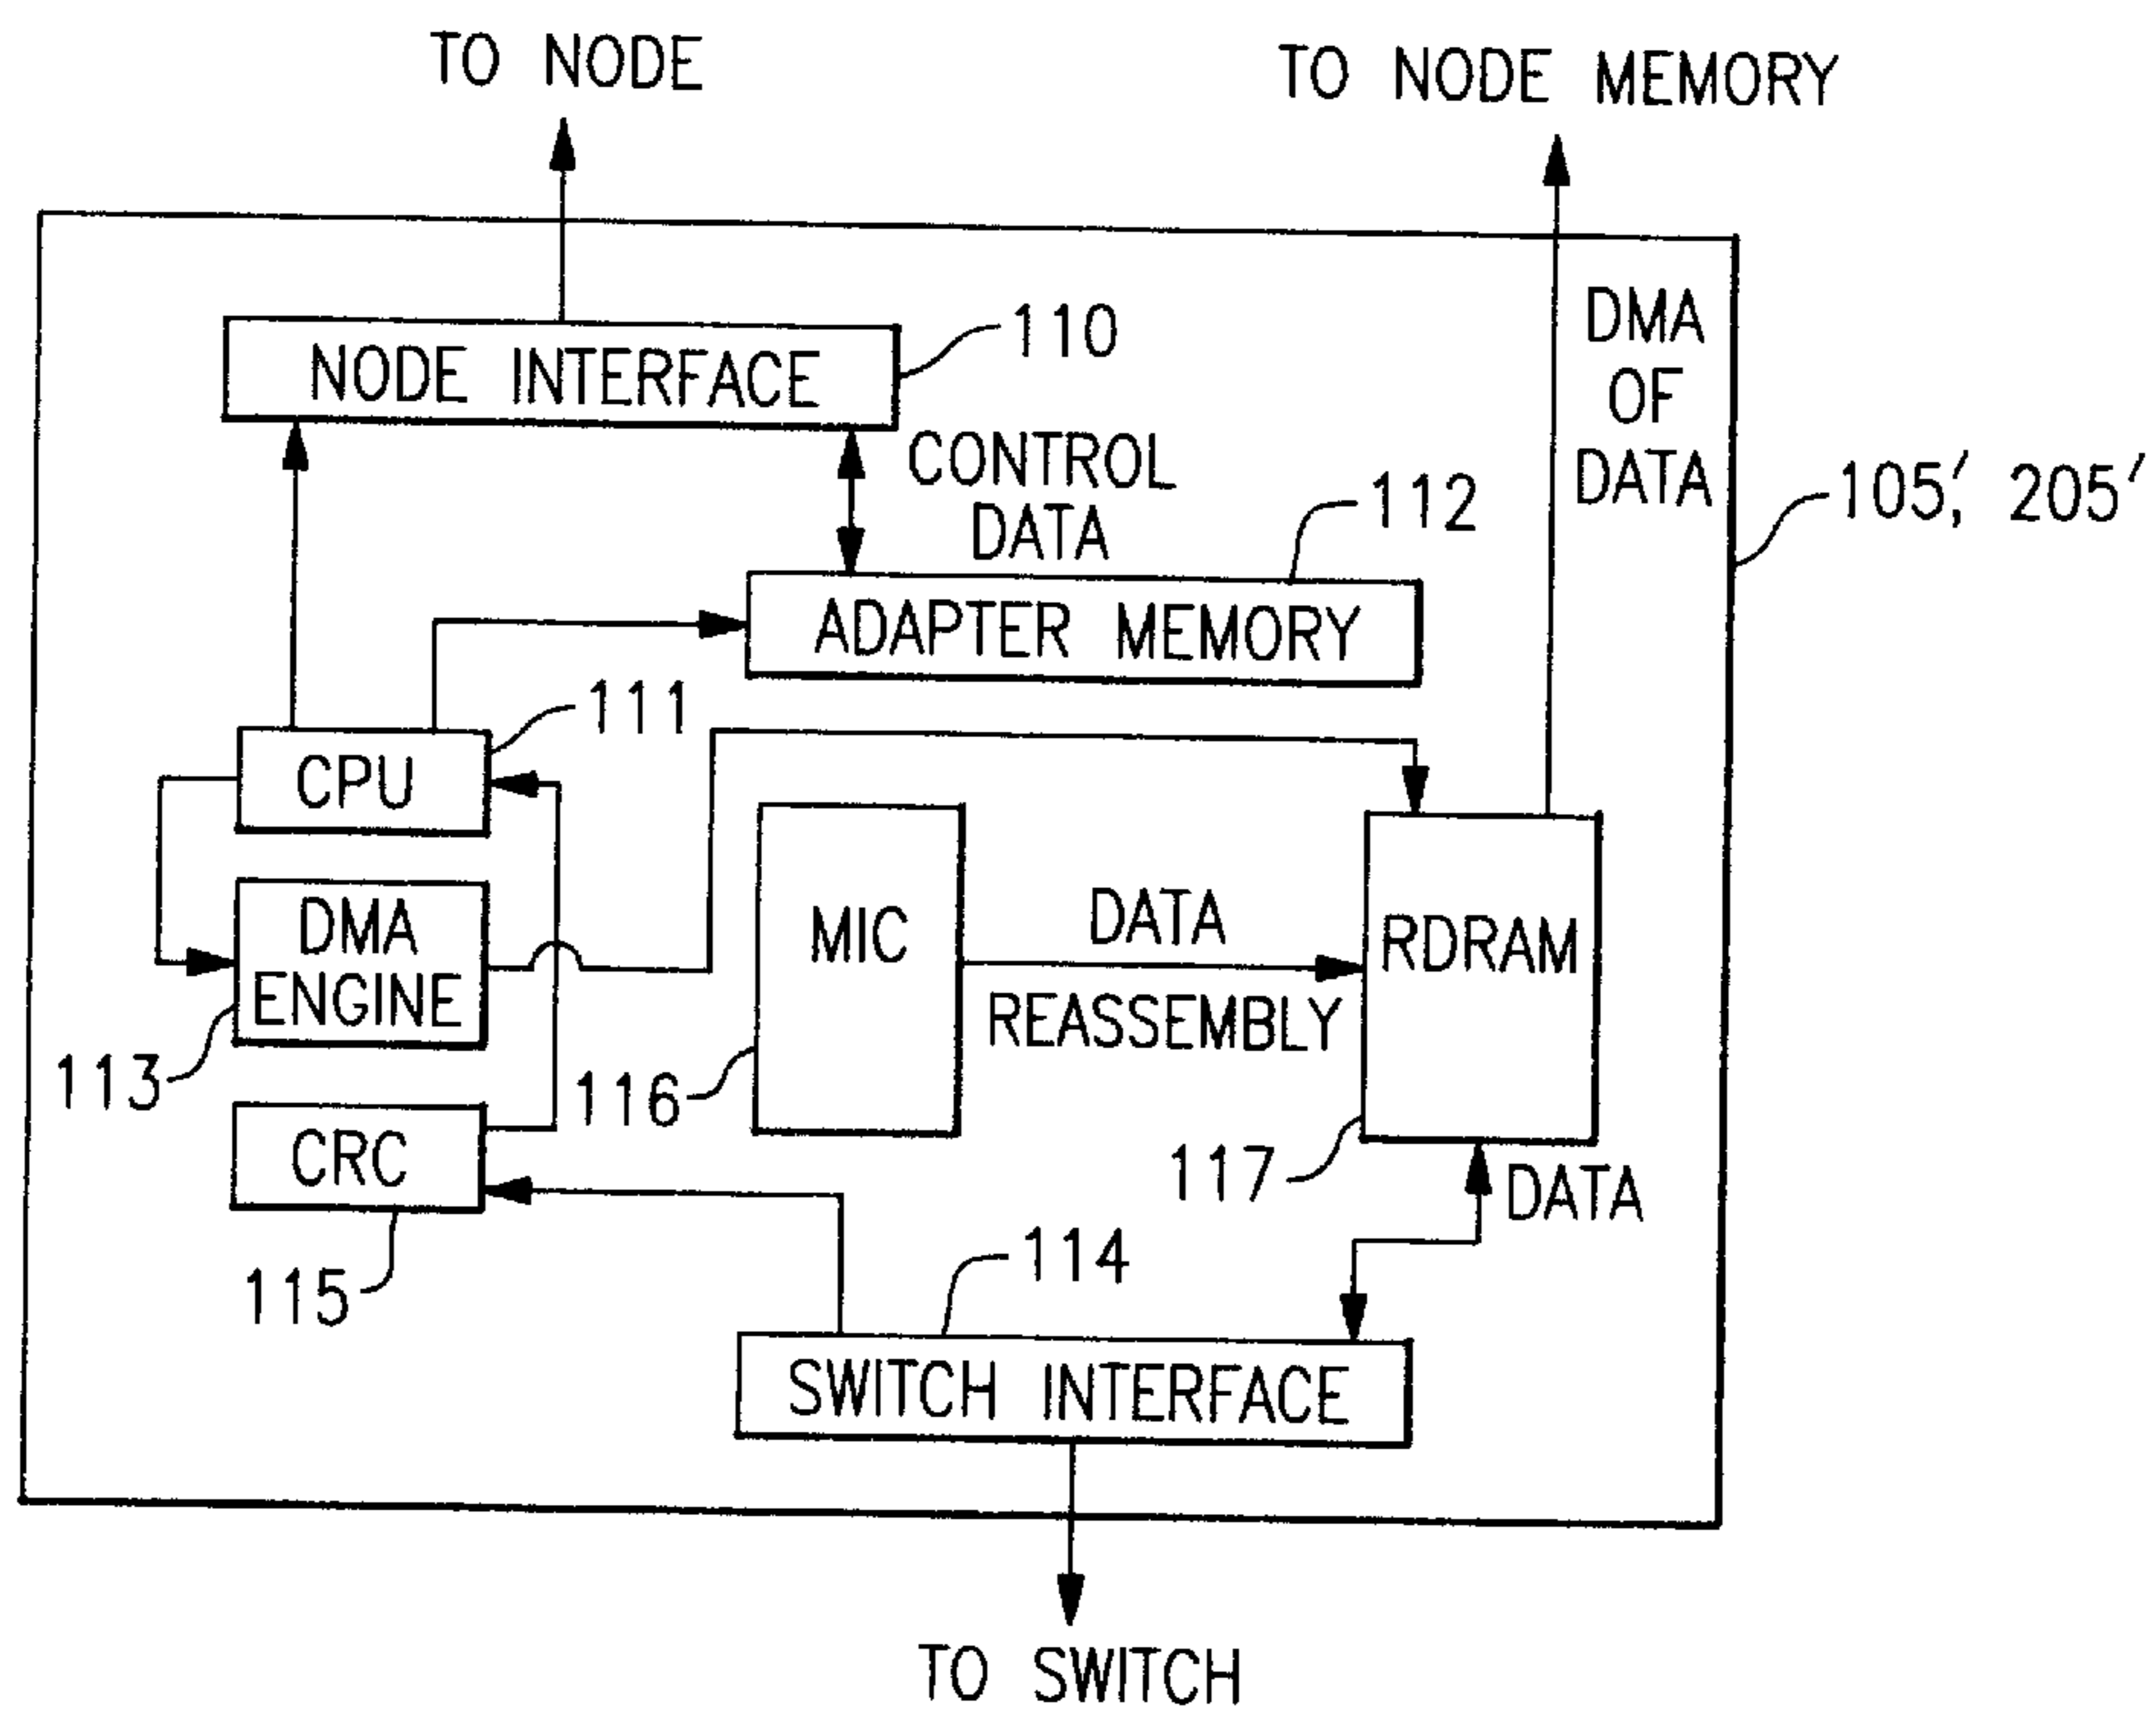 TO NODE
TO NODE MEMORY
DMA
OF
DATA
NODE INTERFACE
110
CONTROL
DATA
112
105', 205'
ADAPTER MEMORY
111
CPU
DMA
ENGINE
113
MIC
116
DATA
REASSEMBLY
RDRAM
117
CRC
115
DATA
114
SWITCH INTERFACE
TO SWITCH